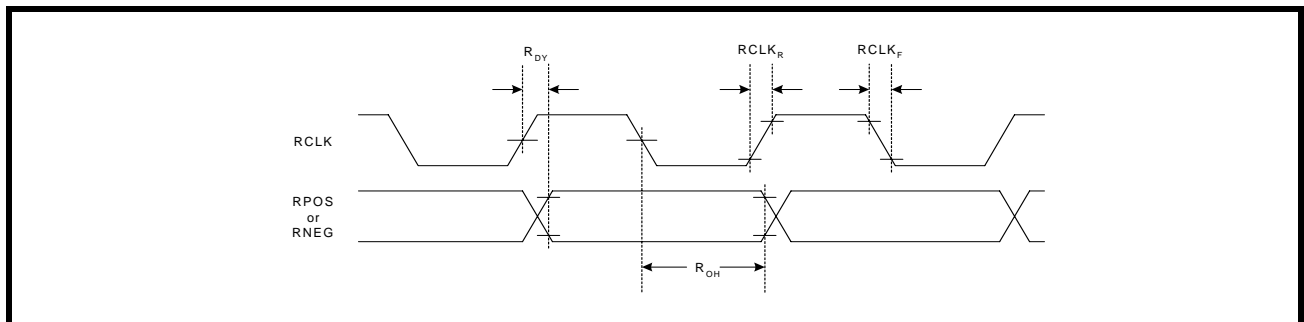 R_DY
RCLK_R
RCLK_F
RCLK
RPOS
or
RNEG
R_OH